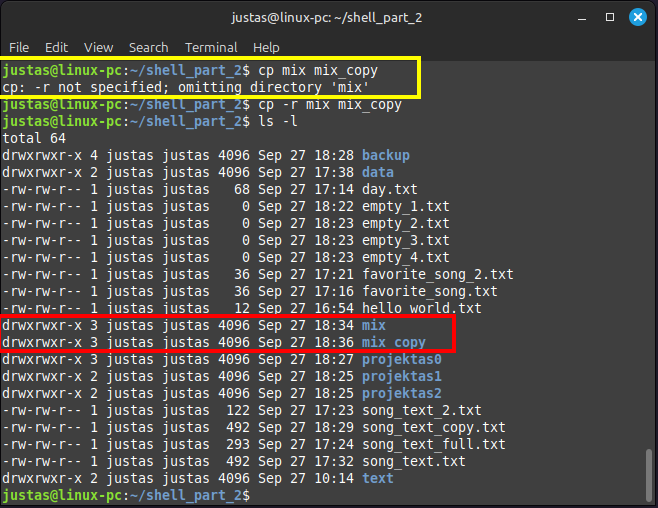 justas@linux-pc: ~/shell_part_2
File Edit View Search Terminal Help
justas@linux-pc:~/shell_part_2$ cp mix mix_copy
cp: -r not specified; omitting directory 'mix'
justas@linux-pc:~/shell_part_2$ cp -r mix mix_copy
justas@linux-pc:~/shell_part_2$ ls -l
total 64
drwxrwxr-x 4 justas justas 4096 Sep 27 18:28 backup
drwxrwxr-x 2 justas justas 4096 Sep 27 17:38 data
-rw-rw-r-- 1 justas justas   68 Sep 27 17:14 day.txt
-rw-rw-r-- 1 justas justas    0 Sep 27 18:22 empty_1.txt
-rw-rw-r-- 1 justas justas    0 Sep 27 18:23 empty_2.txt
-rw-rw-r-- 1 justas justas    0 Sep 27 18:23 empty_3.txt
-rw-rw-r-- 1 justas justas    0 Sep 27 18:23 empty_4.txt
-rw-rw-r-- 1 justas justas   36 Sep 27 17:21 favorite_song_2.txt
-rw-rw-r-- 1 justas justas   36 Sep 27 17:16 favorite_song.txt
-rw-rw-r-- 1 justas justas   12 Sep 27 16:54 hello_world.txt
drwxrwxr-x 3 justas justas 4096 Sep 27 18:34 mix
drwxrwxr-x 3 justas justas 4096 Sep 27 18:36 mix_copy
drwxrwxr-x 3 justas justas 4096 Sep 27 18:27 projektas0
drwxrwxr-x 2 justas justas 4096 Sep 27 18:25 projektas1
drwxrwxr-x 2 justas justas 4096 Sep 27 18:25 projektas2
-rw-rw-r-- 1 justas justas  122 Sep 27 17:23 song_text_2.txt
-rw-rw-r-- 1 justas justas  492 Sep 27 18:29 song_text_copy.txt
-rw-rw-r-- 1 justas justas  293 Sep 27 17:24 song_text_full.txt
-rw-rw-r-- 1 justas justas  492 Sep 27 17:32 song_text.txt
drwxrwxr-x 2 justas justas 4096 Sep 27 10:14 text
justas@linux-pc:~/shell_part_2$